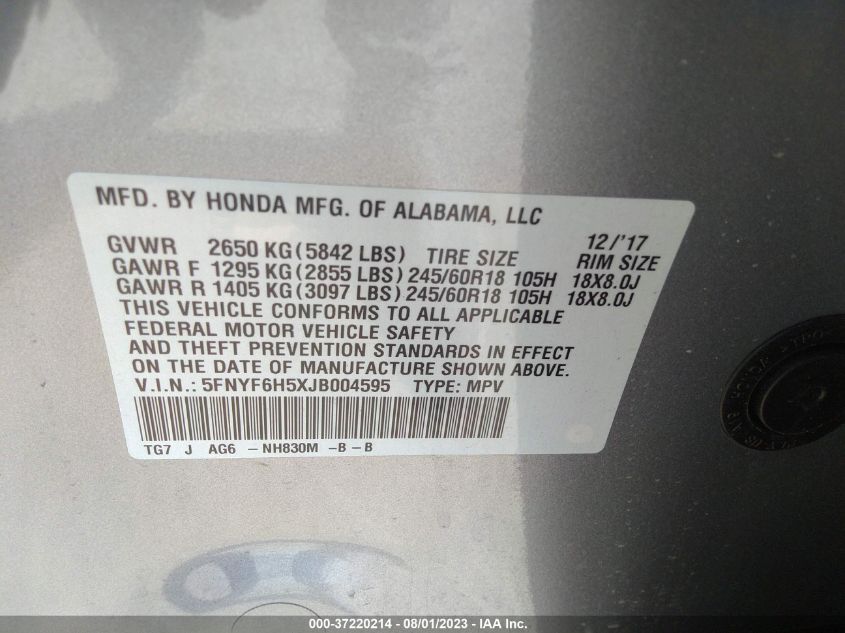 MFD. BY HONDA MFG. OF ALABAMA, LLC
12/'17
GVWR 2650 KG (5842 LBS) TIRE SIZE RIM SIZE
GAWR F 1295 KG (2855 LBS) 245/60R18 105H 18X8.0J
GAWR R 1405 KG (3097 LBS) 245/60R18 105H 18X8.0J
THIS VEHICLE CONFORMS TO ALL APPLICABLE
FEDERAL MOTOR VEHICLE SAFETY
AND THEFT PREVENTION STANDARDS IN EFFECT
ON THE DATE OF MANUFACTURE SHOWN ABOVE.
V.I.N.: 5FNYF6H5XJB004595 TYPE: MPV
TG7 J AG6 – NH830M –B – B
HONDA
000-37220214 - 08/01/2023 - IAA Inc.